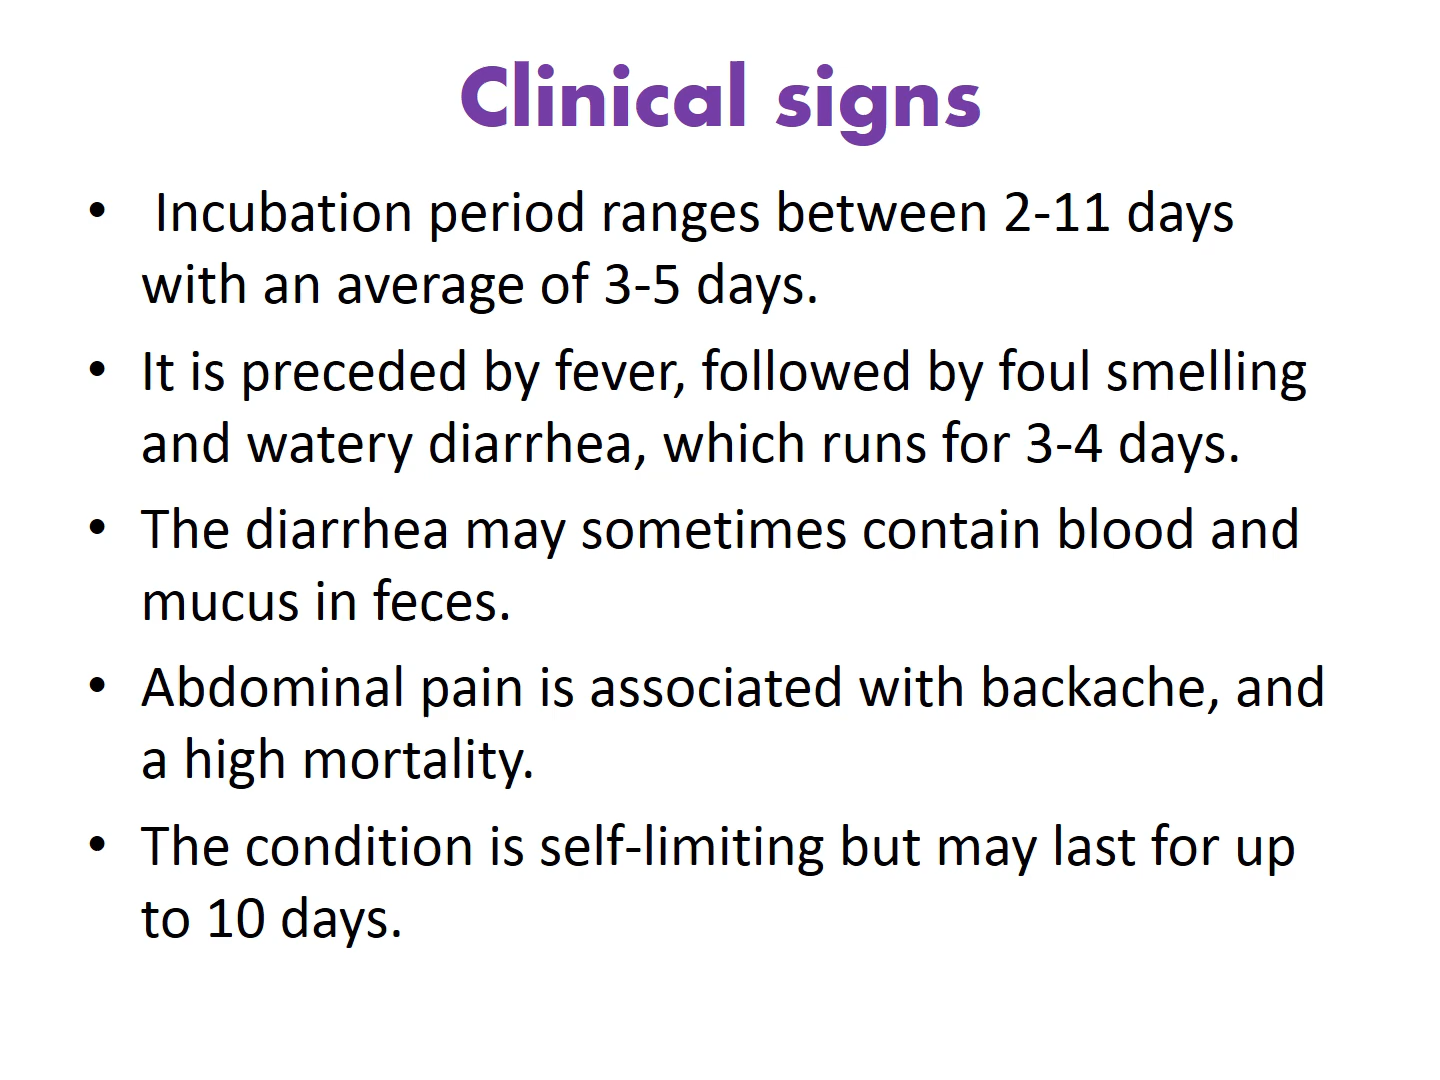 Clinical signs
• Incubation period ranges between 2-11 days
with an average of 3-5 days.
• It is preceded by fever, followed by foul smelling
and watery diarrhea, which runs for 3-4 days.
• The diarrhea may sometimes contain blood and
mucus in feces.
• Abdominal pain is associated with backache, and
a high mortality.
• The condition is self-limiting but may last for up
to 10 days.